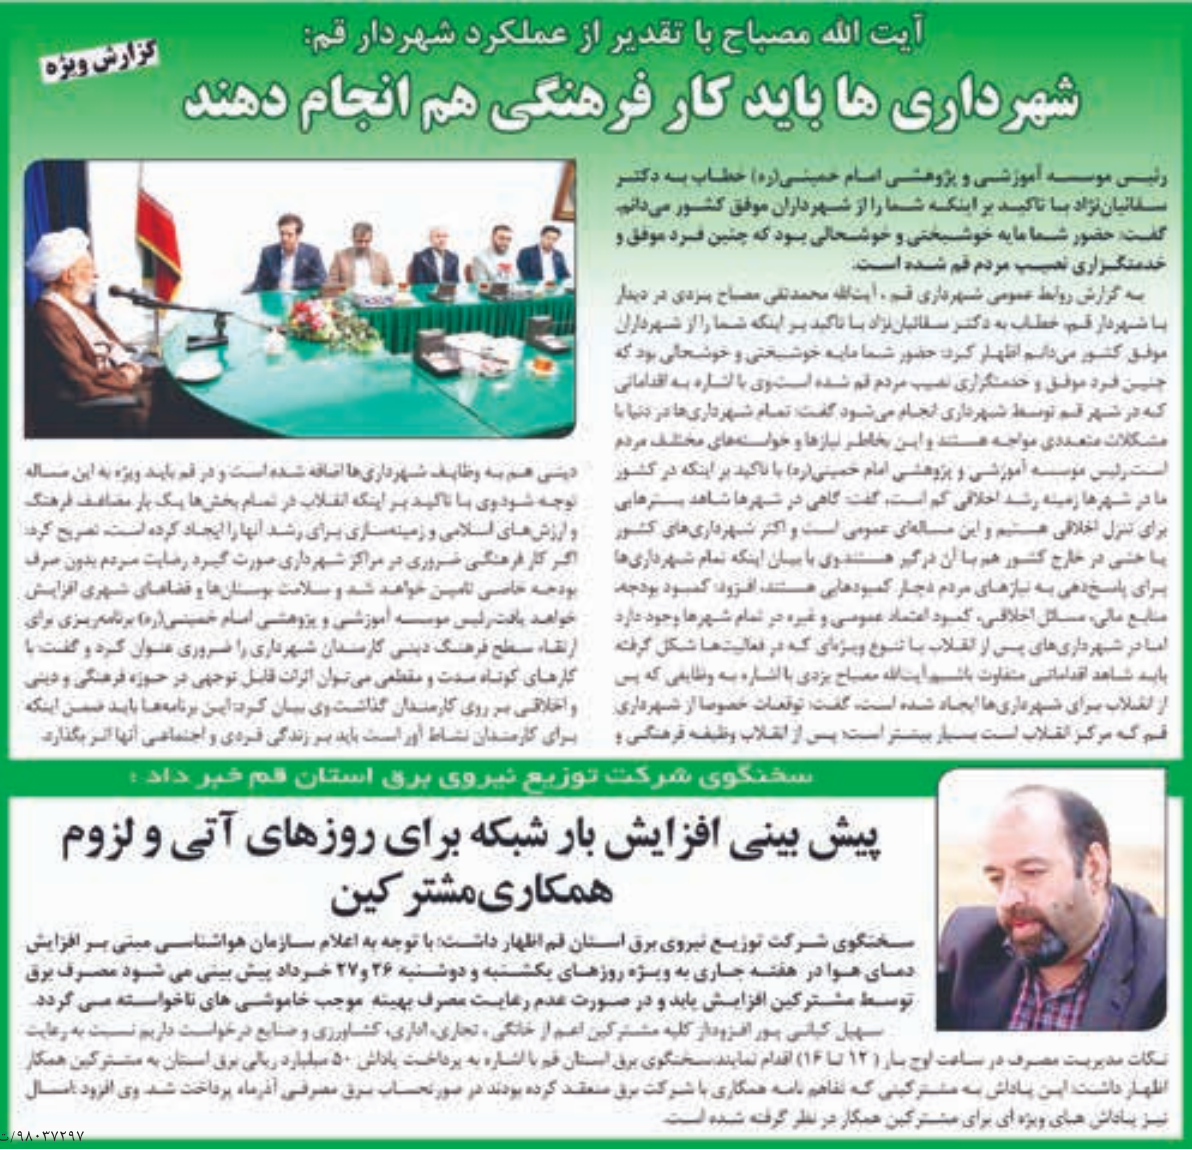 آیت الله مصباح با تقدیر از عملکرد شهردار قم:
گزارش ویژه
شهرداری ها باید کار فرهنگی هم انجام دهند
رئیس موسسه آموزشی و پژوهشی امام خمینی(ره) خطاب به دکتر
سقائیان‌نژاد با تاکید بر اینکه شما را از شهرداران موفق کشور می‌دانم،
گفت: حضور شما مایه خوشبختی و خوشحالی بود که چنین فرد موفق و
خدمتگزاری نصیب مردم قم شده است.
به گزارش روابط عمومی شهرداری قم ، آیت‌الله محمدتقی مصباح یزدی در دیدار
با شهردار قم، خطاب به دکتر سقائیان‌نژاد با تاکید بر اینکه شما را از شهرداران
موفق کشور می‌دانم اظهار کرد: حضور شما مایه خوشبختی و خوشحالی بود که
چنین فرد موفق و خدمتگزاری نصیب مردم قم شده است.وی با اشاره به اقداماتی
که در شهر قم توسط شهرداری انجام می‌شود گفت: تمام شهرداری‌ها در دنیا با
مشکلات متعددی مواجه هستند و این بخاطر نیازها و خواسته‌های مختلف مردم
است.رئیس موسسه آموزشی و پژوهشی امام خمینی(ره) با تاکید بر اینکه در کشور
ما در شهرها زمینه رشد اخلاقی کم است، گفت: گاهی در شهرها شاهد بسترهایی
برای تنزل اخلاقی هستیم و این مساله‌ای عمومی است و اکثر شهرداری‌های کشور
یا حتی در خارج کشور هم با آن درگیر هستند.وی با بیان اینکه تمام شهرداری‌ها
برای پاسخ‌دهی به نیازهای مردم دچار کمبودهایی هستند، افزود: کمبود بودجه،
منابع مالی، مسائل اخلاقی، کمبود اعتماد عمومی و غیره در تمام شهرها وجود دارد
اما در شهرداری‌های پس از انقلاب با تنوع ویژه‌ای که در فعالیت‌ها شکل گرفته
باید شاهد اقداماتی متفاوت باشیم.آیت‌الله مصباح یزدی با اشاره به وظایفی که پس
از انقلاب برای شهرداری‌ها ایجاد شده است، گفت: توقعات خصوصا از شهرداری
قم که مرکز انقلاب است بسیار بیشتر است؛ پس از انقلاب وظیفه فرهنگی و
دینی هم به وظایف شهرداری‌ها اضافه شده است و در قم باید ویژه به این مساله
توجه شود.وی با تاکید بر اینکه انقلاب در تمام بخش‌ها یک بار مضاعف فرهنگ
و ارزش‌های اسلامی و زمینه‌سازی برای رشد آنها را ایجاد کرده است، تصریح کرد:
اگر کار فرهنگی ضروری در مراکز شهرداری صورت گیرد رضایت مردم بدون صرف
بودجه خاصی تامین خواهد شد و سلامت بوستان‌ها و فضاهای شهری افزایش
خواهد یافت.رئیس موسسه آموزشی و پژوهشی امام خمینی(ره) برنامه‌ریزی برای
ارتقاء سطح فرهنگ دینی کارمندان شهرداری را ضروری عنوان کرد و گفت: با
کارهای کوتاه مدت و مقطعی می‌توان اثرات قابل توجهی در حوزه فرهنگی و دینی
و اخلاقی بر روی کارمندان گذاشت.وی بیان کرد: این برنامه‌ها باید ضمن اینکه
برای کارمندان نشاط آور است باید بر زندگی فردی و اجتماعی آنها اثر بگذارد.
سخنگوی شرکت توزیع نیروی برق استان قم خبر داد :
پیش بینی افزایش بار شبکه برای روزهای آتی و لزوم
همکاری‌مشترکین
سخنگوی شرکت توزیع نیروی برق استان قم اظهار داشت: با توجه به اعلام سازمان هواشناسی مبنی بر افزایش
دمای هوا در هفته جاری به ویژه روزهای یکشنبه و دوشنبه ۲۶ و ۲۷ خرداد پیش بینی می شود مصرف برق
توسط مشترکین افزایش یابد و در صورت عدم رعایت مصرف بهینه موجب خاموشی های ناخواسته می گردد.
سهیل کیانی پور افزود:از کلیه مشترکین اعم از خانگی ، تجاری، اداری، کشاورزی و صنایع درخواست داریم نسبت به رعایت
نکات مدیریت مصرف در ساعت اوج بار ( ۱۲ تا ۱۶) اقدام نمایند.سخنگوی برق استان قم با اشاره به پرداخت پاداش ۵۰ میلیارد ریالی برق استان به مشترکین همکار
اظهار داشت: این پاداش به مشترکینی که تفاهم نامه همکاری با شرکت برق منعقد کرده بودند در صورتحساب برق مصرفی آذرماه پرداخت شد. وی افزود :امسال
نیز پاداش های ویژه ای برای مشترکین همکار در نظر گرفته شده است.
۹۸۰۳۷۲۹۷/ت